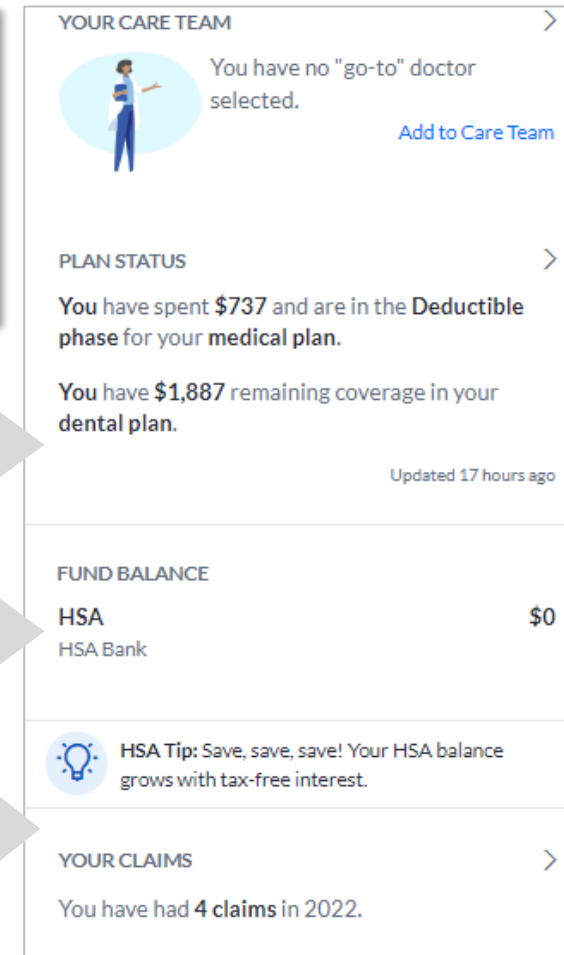 YOUR CARE TEAM
You have no "go-to" doctor
selected.
Add to Care Team
PLAN STATUS
You have spent $737 and are in the Deductible
phase for your medical plan.
You have $1,887 remaining coverage in your
dental plan.
Updated 17 hours ago
FUND BALANCE
HSA $0
HSA Bank
HSA Tip: Save, save, save! Your HSA balance
grows with tax-free interest.
YOUR CLAIMS
You have had 4 claims in 2022.